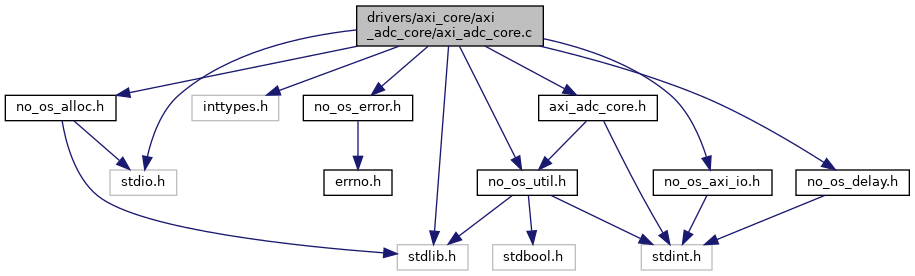 drivers/axi_core/axi
_adc_core/axi_adc_core.c
no_os_alloc.h
inttypes.h
no_os_error.h
axi_adc_core.h
stdio.h
errno.h
no_os_util.h
no_os_axi_io.h
no_os_delay.h
stdlib.h
stdbool.h
stdint.h